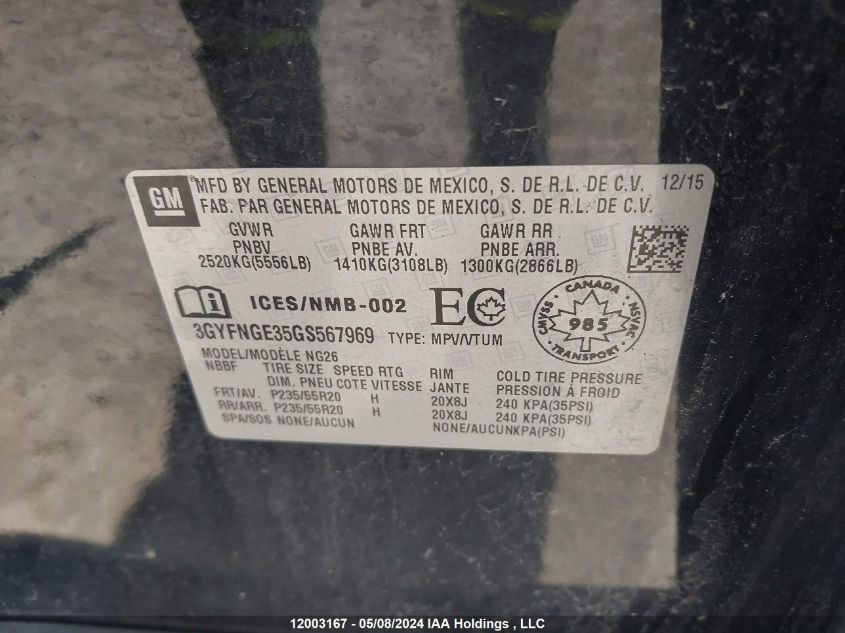 GM
MFD BY GENERAL MOTORS DE MEXICO, S. DE R.L. DE C.V. 12/15
FAB. PAR GENERAL MOTORS DE MEXICO, S. DE R.L. DE C.V.
GVWR GAWR FRT GAWR RR
PNBV PNBE AV. PNBE ARR.
2520KG(5556LB) 1410KG(3108LB) 1300KG(2866LB)
i ICES/NMB-002 EC
CANADA
CMVSS 985 NSVAC
TRANSPORT
3GYFNGE35GS567969 TYPE: MPV/VTUM
MODEL/MODÈLE NG26
NBBF TIRE SIZE SPEED RTG RIM COLD TIRE PRESSURE
DIM. PNEU COTE VITESSE JANTE PRESSION À FROID
FRT/AV. P235/55R20 H 20X8J 240 KPA(35PSI)
RR/ARR. P235/55R20 H 20X8J 240 KPA(35PSI)
SPA/SOS NONE/AUCUN NONE/AUCUNKPA(PSI)
12003167 - 05/08/2024 IAA Holdings , LLC